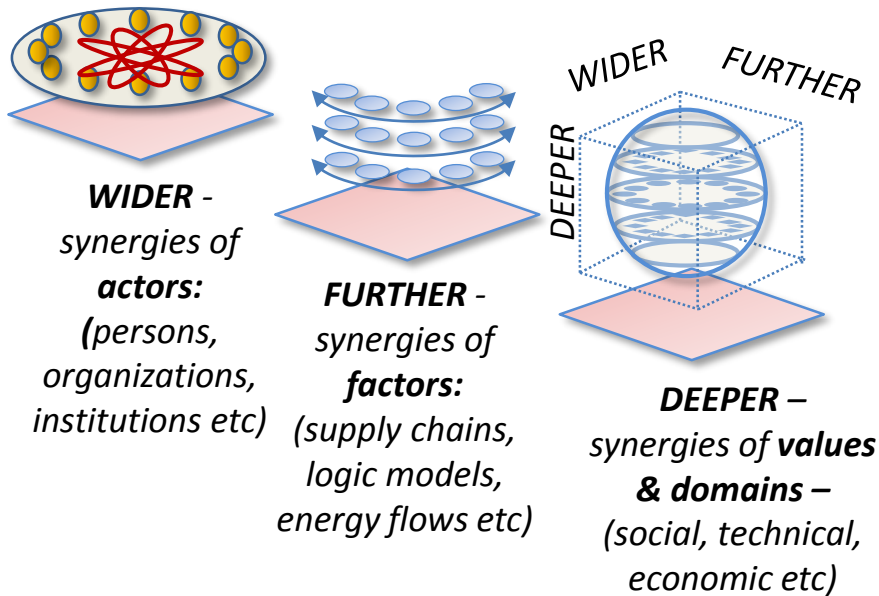 WIDER -
synergies of
actors:
(persons,
organizations,
institutions etc)
FURTHER -
synergies of
factors:
(supply chains,
logic models,
energy flows etc)
WIDER
FURTHER
DEEPER
DEEPER –
synergies of values
& domains –
(social, technical,
economic etc)